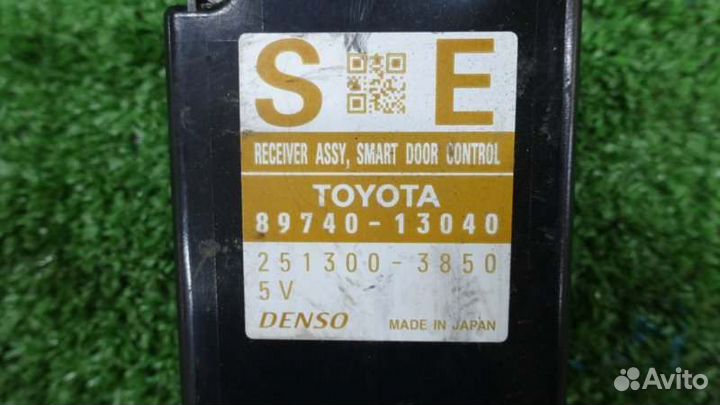 S E
RECEIVER ASSY, SMART DOOR CONTROL
TOYOTA
89740-13040
251300-3850
5V
DENSO MADE IN JAPAN
Avito